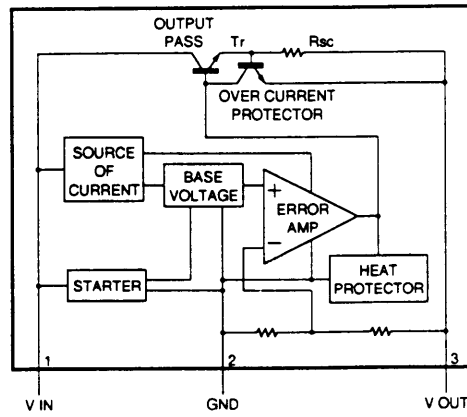 OUTPUT
PASS
Tr
Rsc
OVER CURRENT
PROTECTOR
SOURCE
OF
CURRENT
BASE
VOLTAGE
+
ERROR
AMP
−
STARTER
HEAT
PROTECTOR
1
2
3
V IN
GND
V OUT